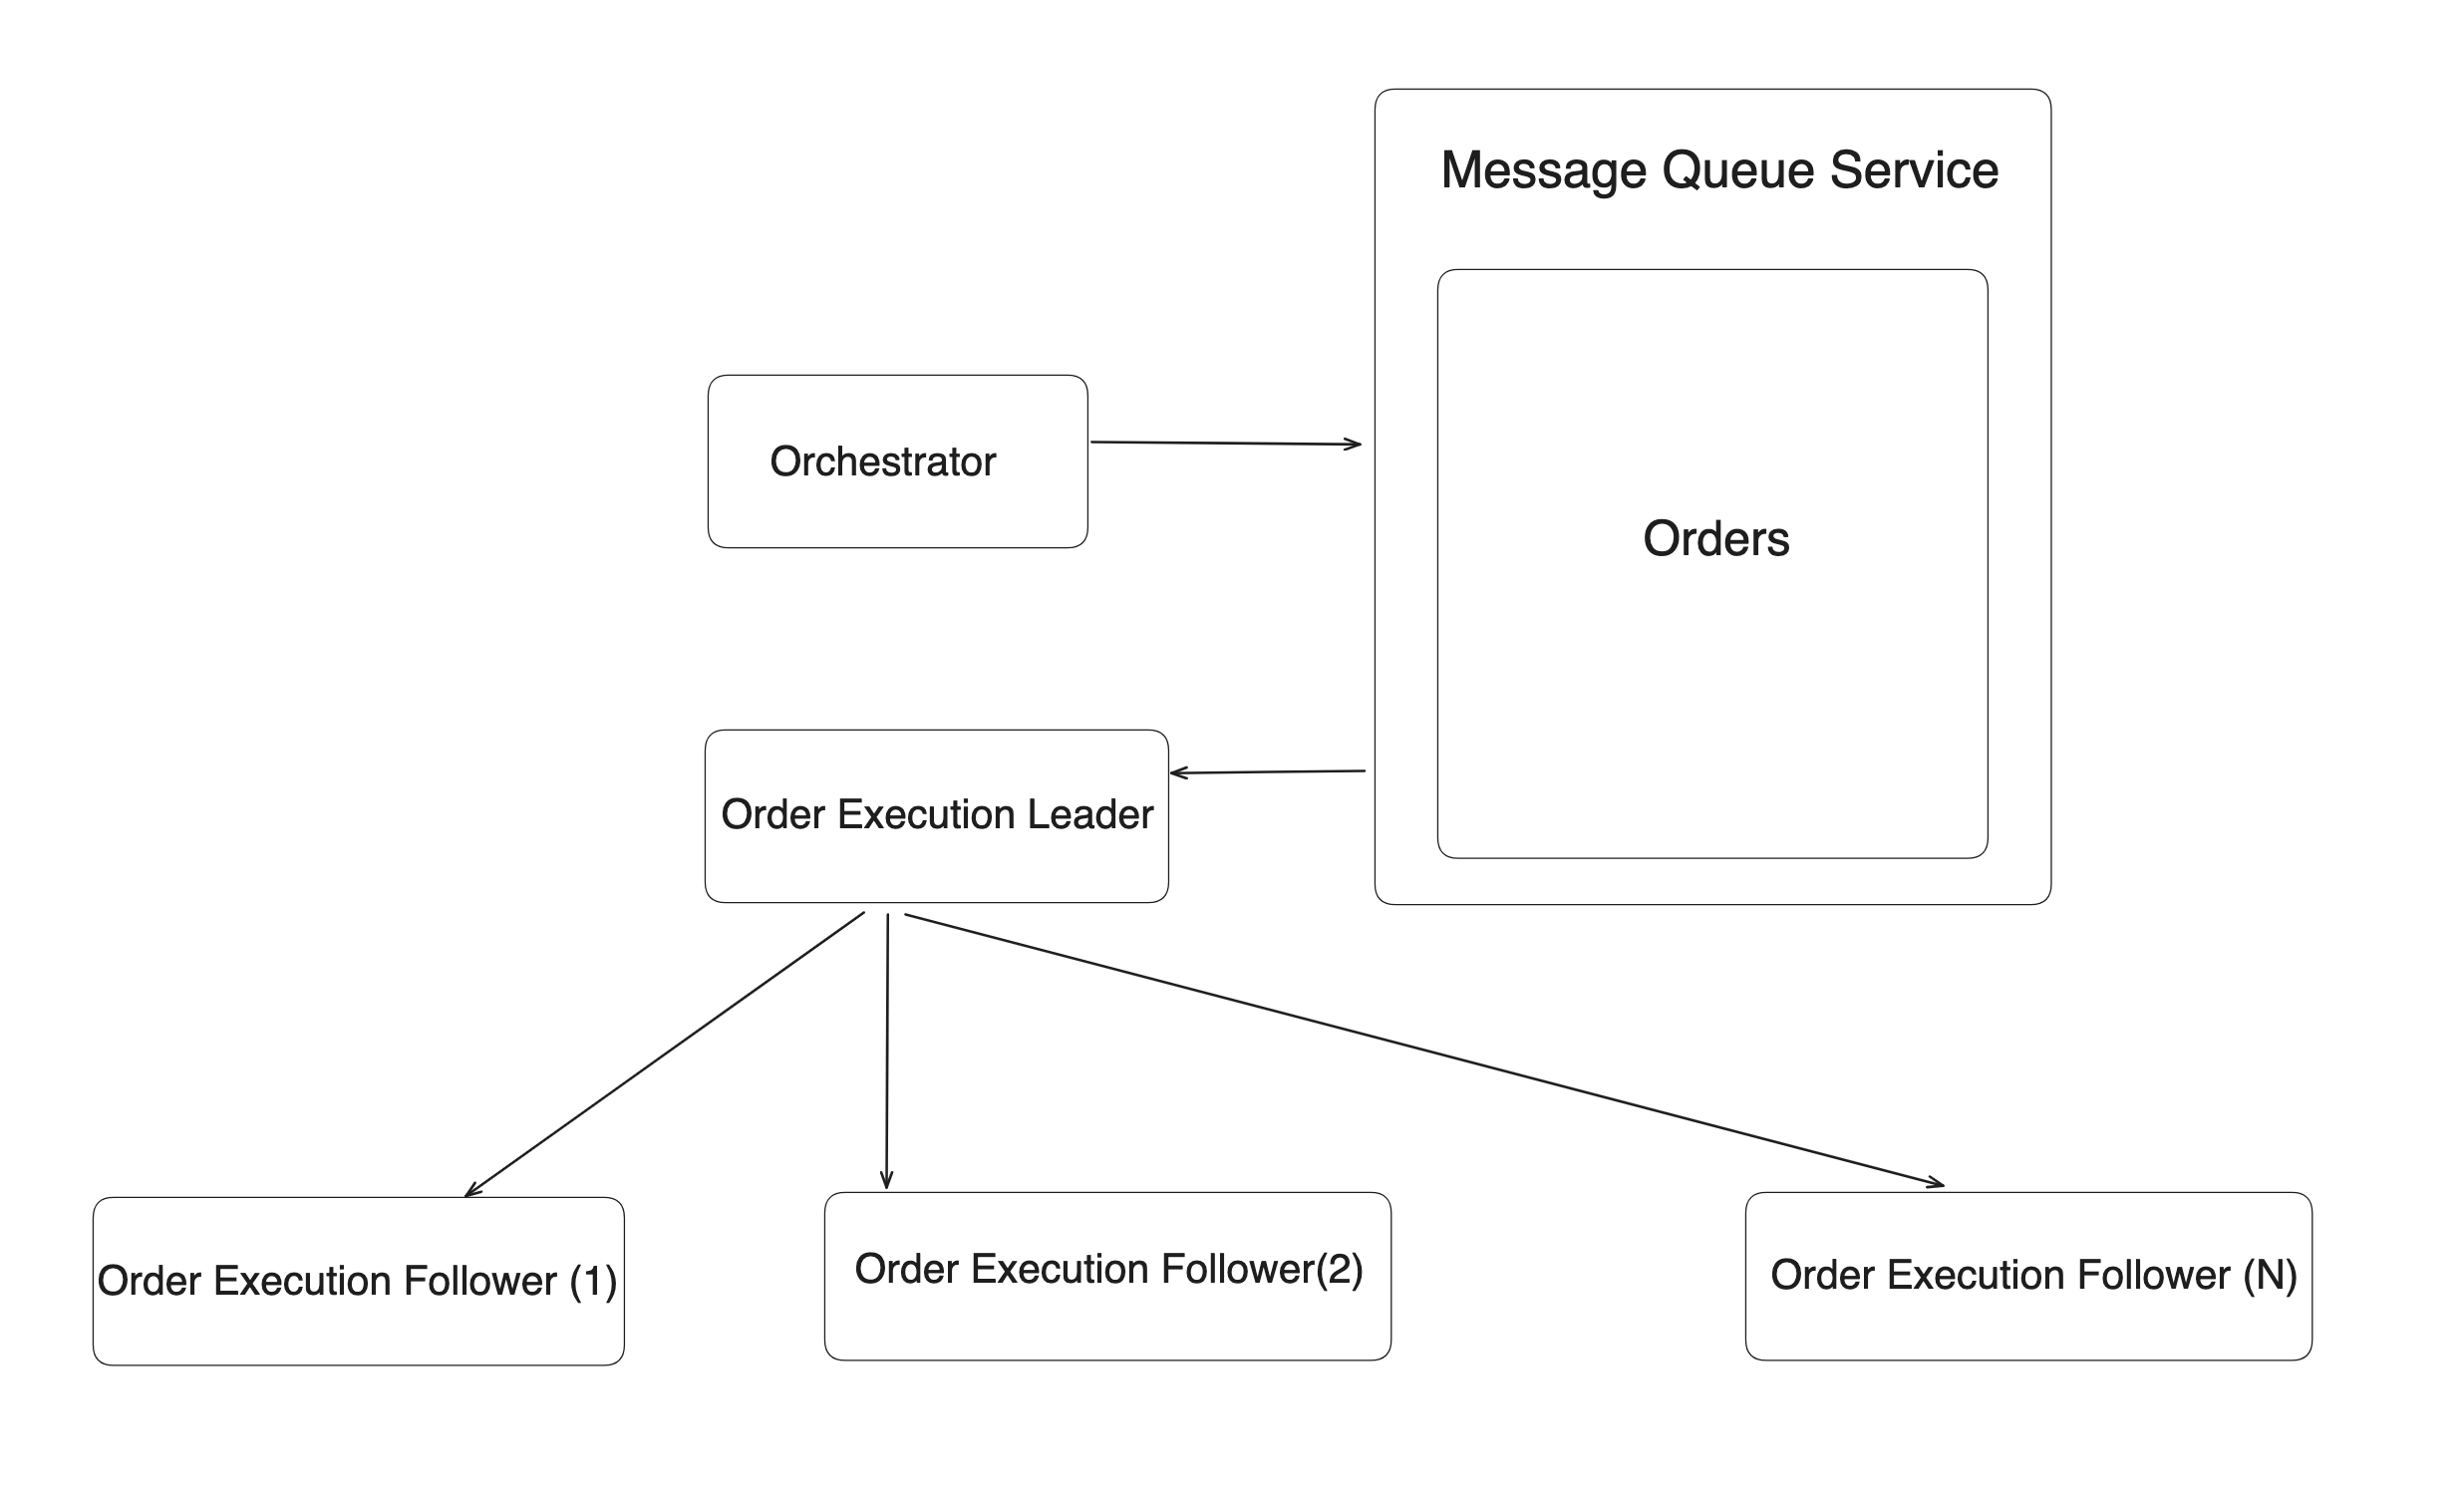 Message Queue Service
Orchestrator
Orders
Order Execution Leader
Order Execution Follower (1)
Order Execution Follower(2)
Order Execution Follower (N)